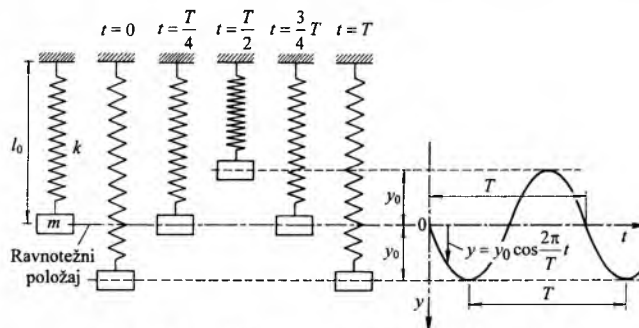 t = 0
t = T/4
t = T/2
t = 3/4 T
t = T
l₀
k
m
Ravnotežni
položaj
y₀
y₀
T
0
t
y = y₀ cos 2π/T t
T
y